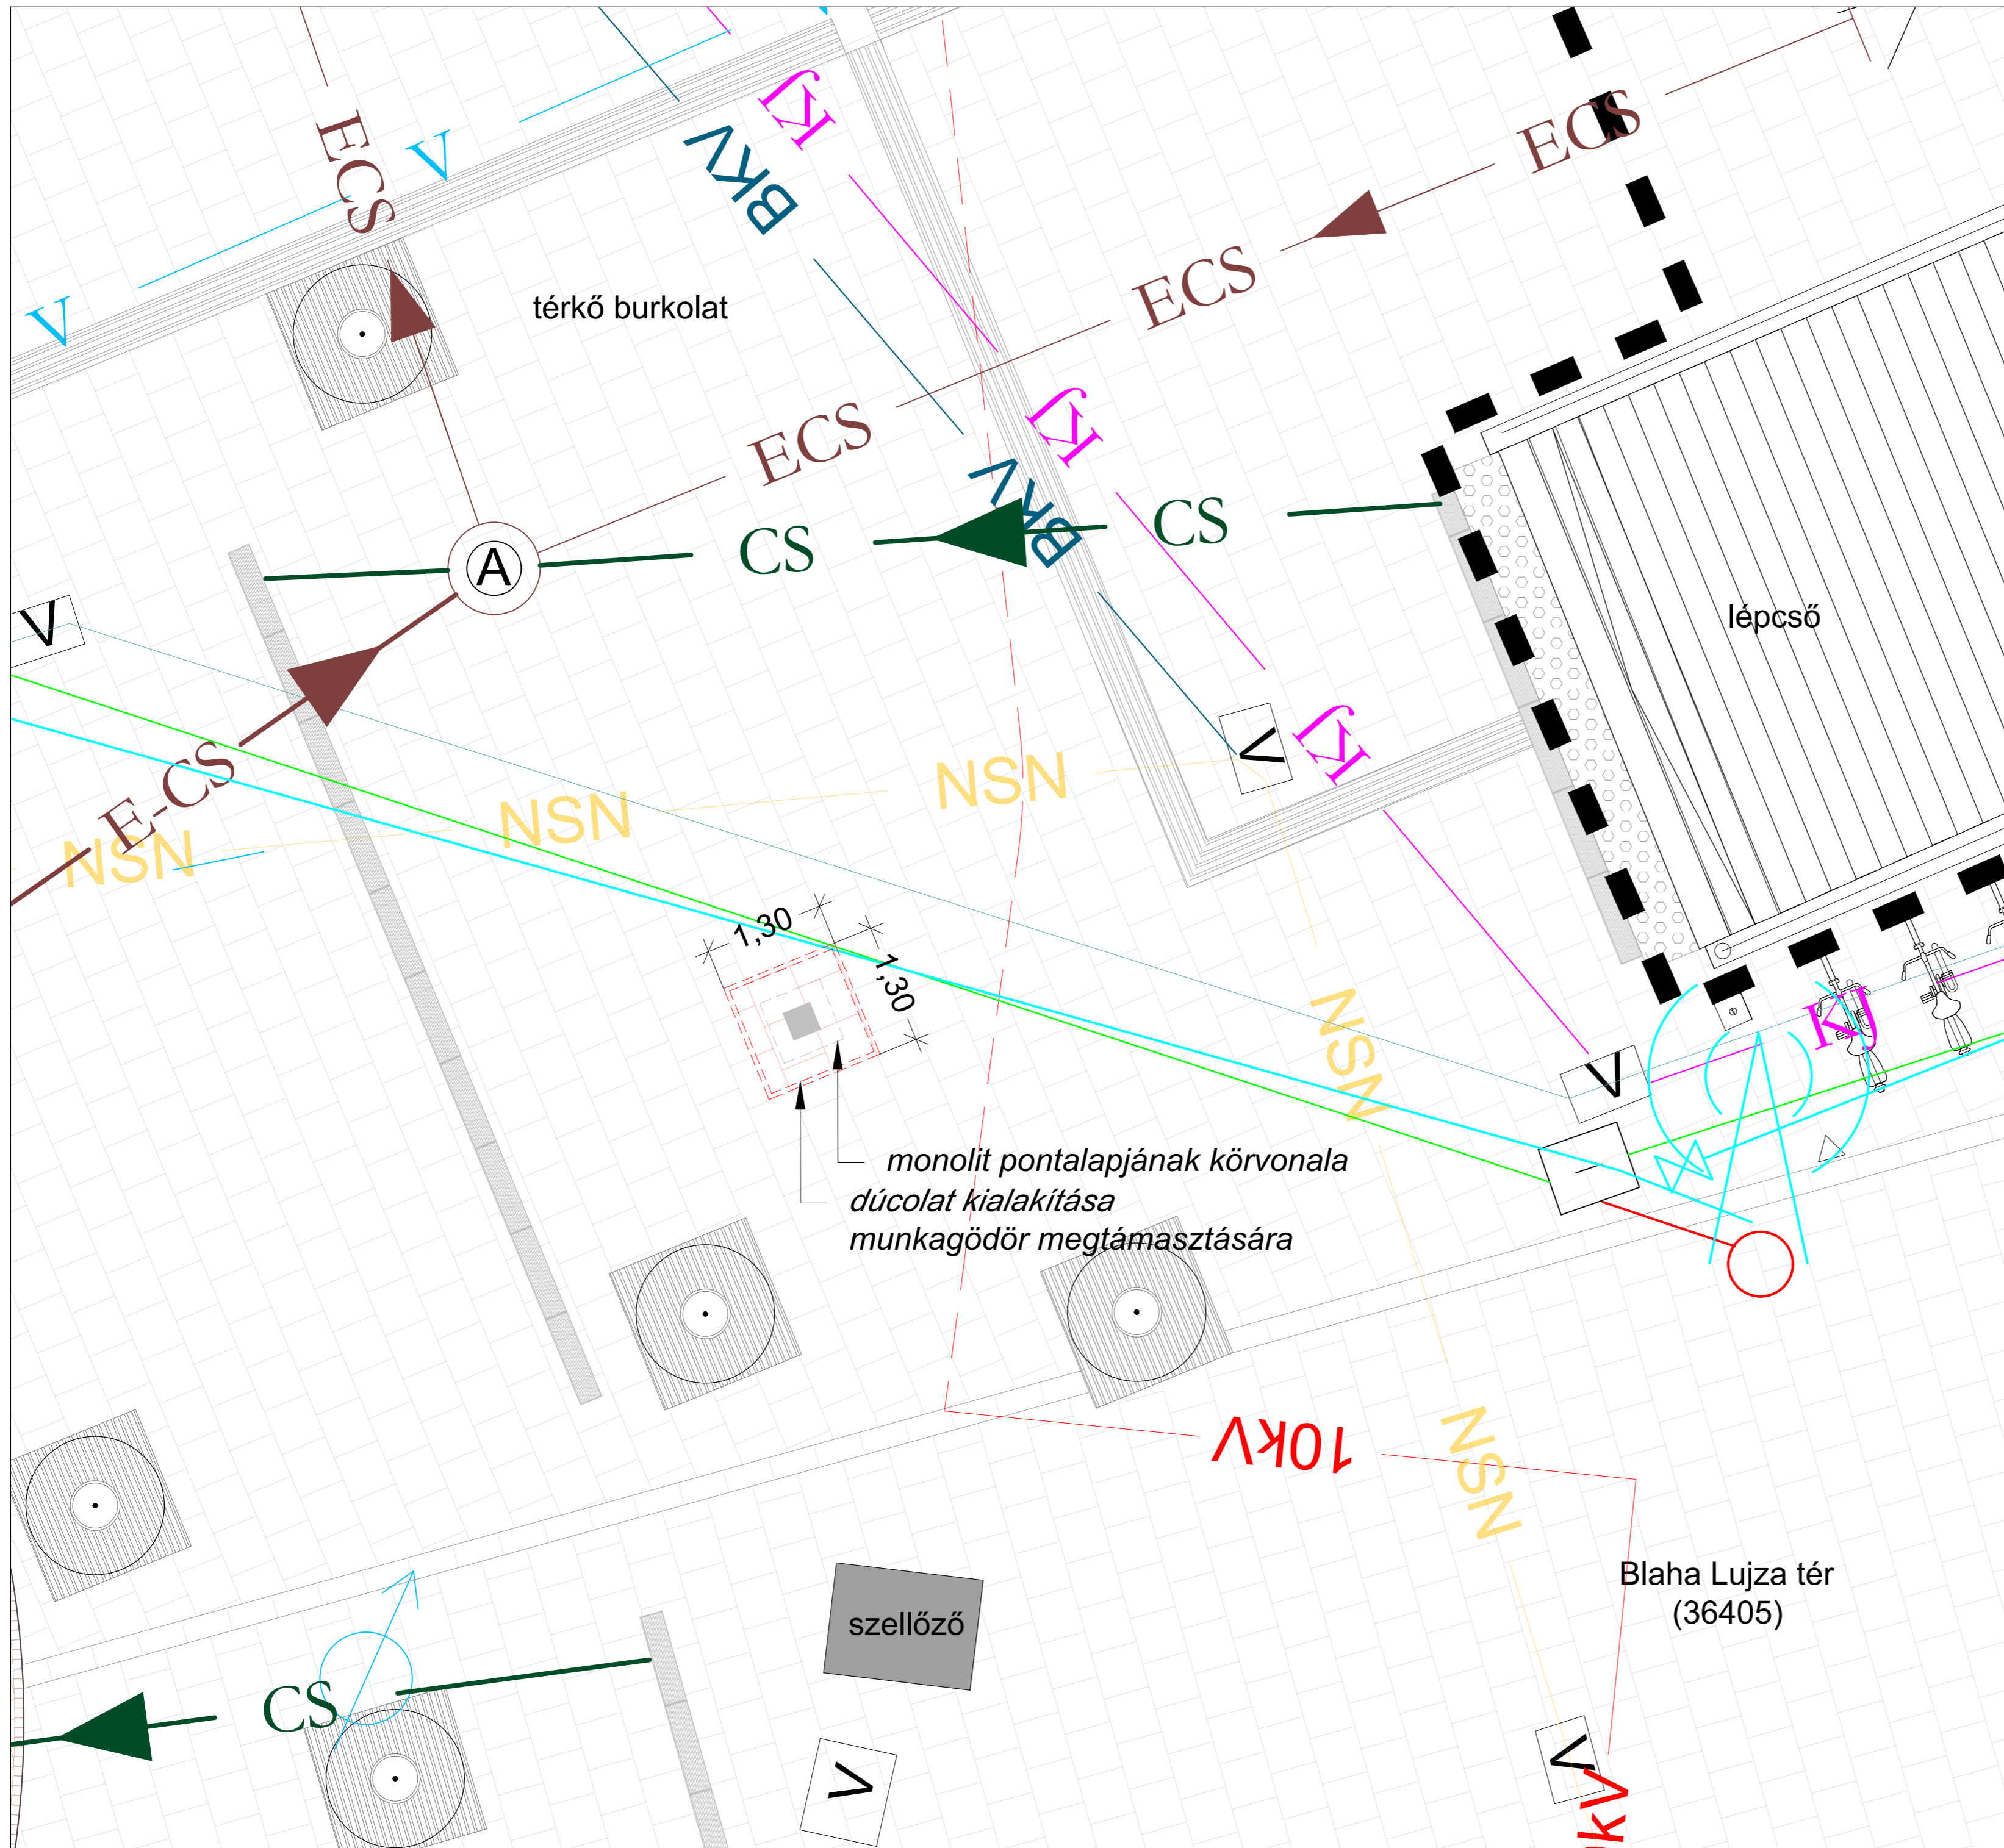 ECS
V
V
BKV
KJ
ECS
ECS
térkő burkolat
ECS
KJ
BKV
CS
CS
A
V
lépcső
E-CS
NSN
NSN
NSN
V
KJ
1,30
1,30
NSN
KJ
V
monolit pontalapjának körvonala
dúcolat kialakítása
munkagödör megtámasztására
10kV
NSN
Blaha Lujza tér
(36405)
szellőző
CS
V
V
kV